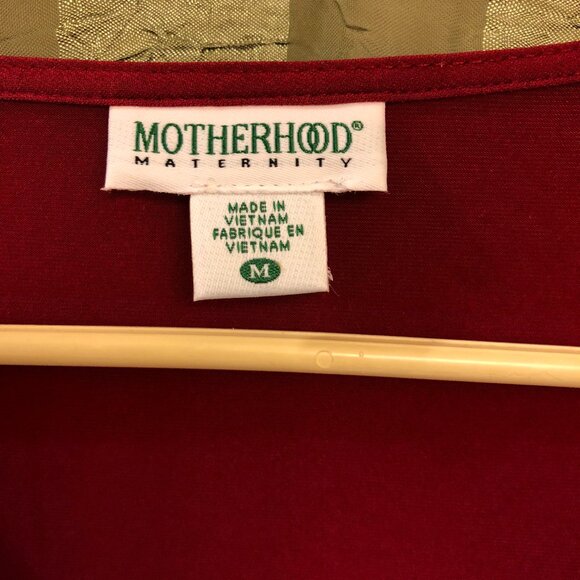 MOTHERHOOD®
MATERNITY
MADE IN
VIETNAM
FABRIQUE EN
VIETNAM
M